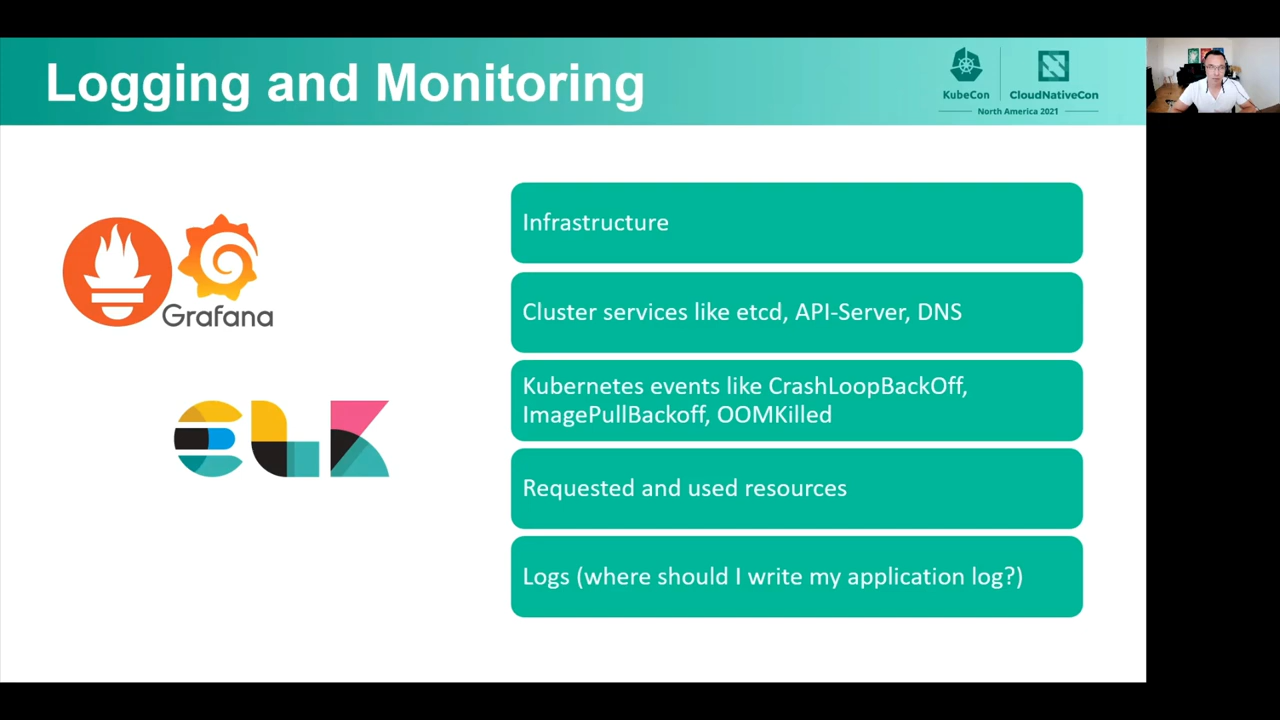 Logging and Monitoring
KubeCon
CloudNativeCon
North America 2021
Grafana
ELK
Infrastructure
Cluster services like etcd, API-Server, DNS
Kubernetes events like CrashLoopBackOff,
ImagePullBackoff, OOMKilled
Requested and used resources
Logs (where should I write my application log?)